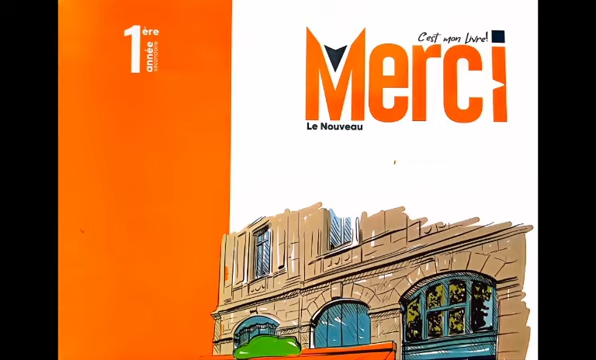 1ère
année
secondaire
C'est mon Livre!
Merci
Le Nouveau